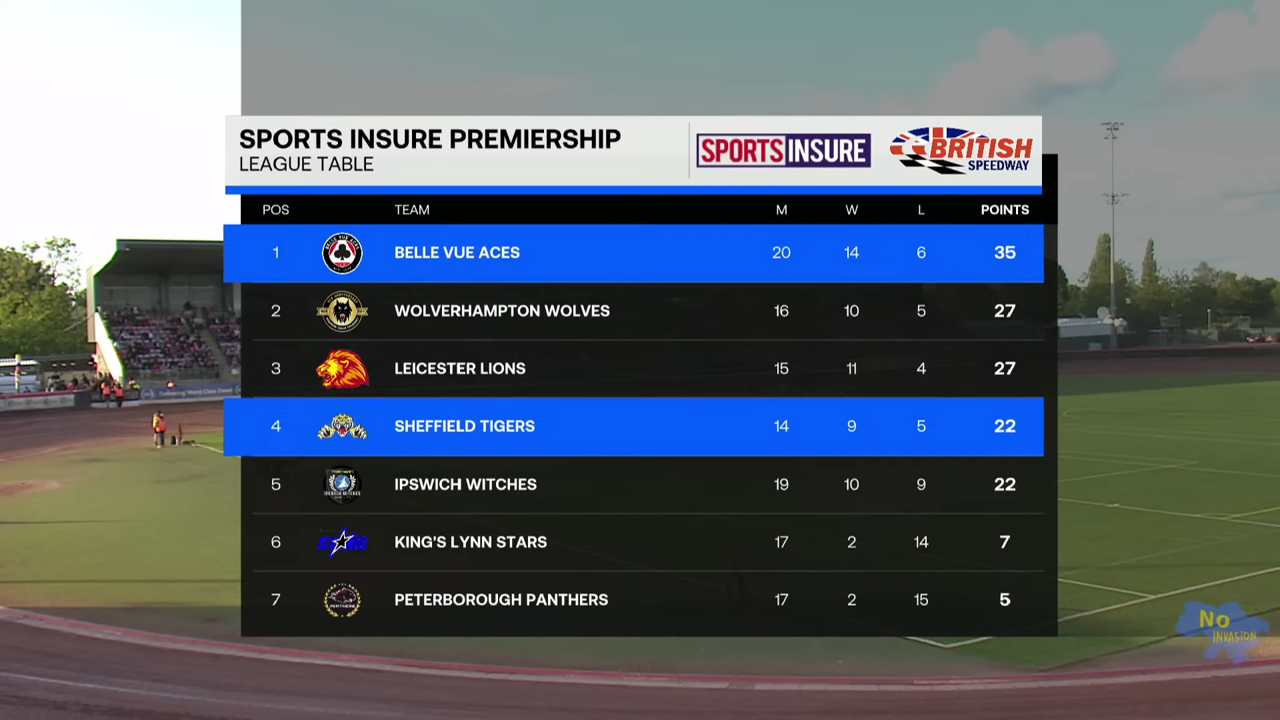 SPORTS INSURE PREMIERSHIP
LEAGUE TABLE
SPORTS INSURE
BRITISH
SPEEDWAY
POS TEAM M W L POINTS
1 BELLE VUE ACES 20 14 6 35
2 WOLVERHAMPTON WOLVES 16 10 5 27
3 LEICESTER LIONS 15 11 4 27
4 SHEFFIELD TIGERS 14 9 5 22
5 IPSWICH WITCHES 19 10 9 22
6 KING'S LYNN STARS 17 2 14 7
7 PETERBOROUGH PANTHERS 17 2 15 5
No
INVASION